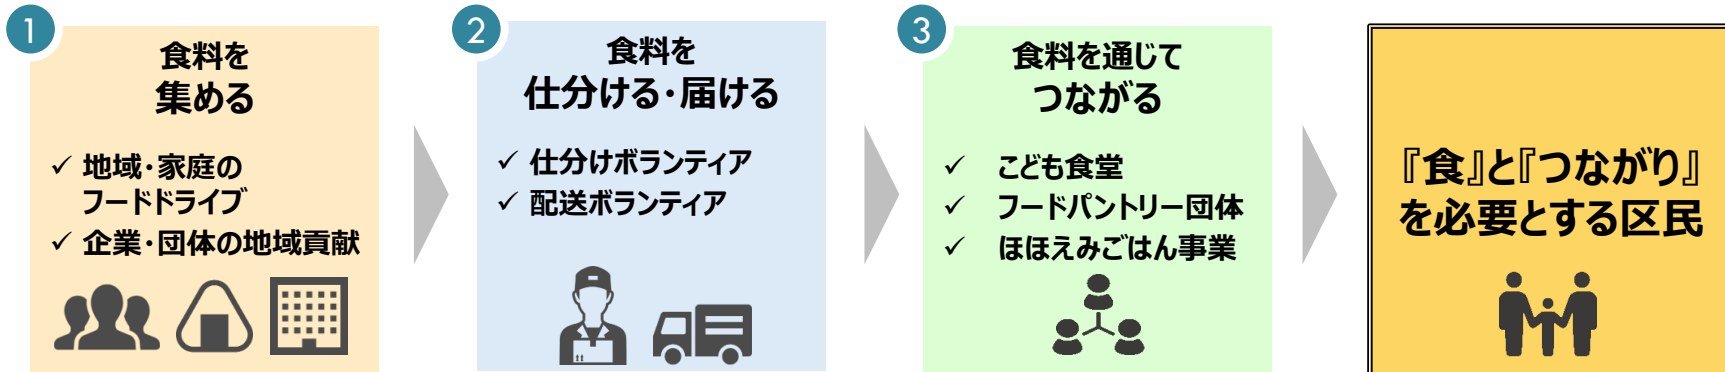 1
食料を
集める
✓ 地域・家庭の
フードドライブ
✓ 企業・団体の地域貢献
2
食料を
仕分ける・届ける
✓ 仕分けボランティア
✓ 配送ボランティア
3
食料を通じて
つながる
✓ こども食堂
✓ フードパントリー団体
✓ ほほえみごはん事業
『食』と『つながり』
を必要とする区民